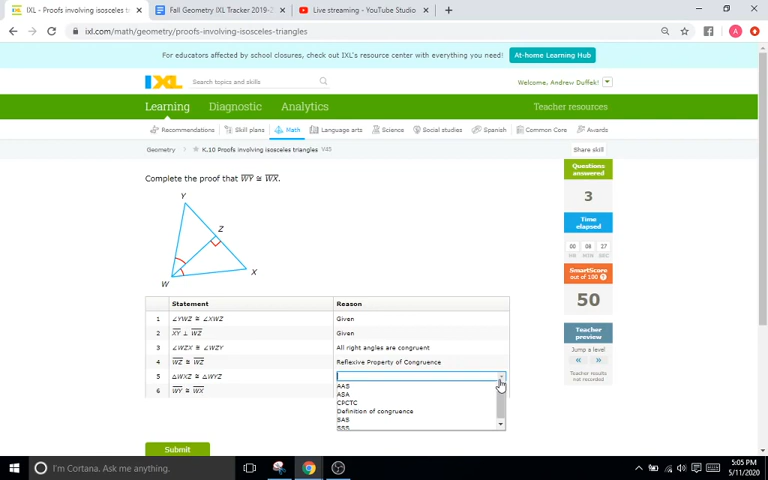 IXL - Proofs involving isosceles tria
Fall Geometry IXL Tracker 2019-2
Live streaming - YouTube Studio
ixl.com/math/geometry/proofs-involving-isosceles-triangles
A
For educators affected by school closures, check out IXL's resource center with everything you need!
At-home Learning Hub
IXL
Search topics and skills
Welcome, Andrew Duffek!
Learning
Diagnostic
Analytics
Teacher resources
Recommendations
Skill plans
Math
Language arts
Science
Social studies
Spanish
Common Core
Awards
Geometry
K.10 Proofs involving isosceles triangles
Share skill
Complete the proof that WY ≅ WX.
Y
Z
X
W
Questions answered
3
Time elapsed
00 08 27
HR MIN SEC
SmartScore
out of 100 ?
50
Teacher preview
Jump a level
Teacher results not recorded
Statement Reason
1 ∠YWZ ≅ ∠XWZ Given
2 XY ⊥ WZ Given
3 ∠WZX ≅ ∠WZY All right angles are congruent
4 WZ ≅ WZ Reflexive Property of Congruence
5 △WXZ ≅ △WYZ
6 WY ≅ WX
AAS
ASA
CPCTC
Definition of congruence
SAS
SSS
Submit
I'm Cortana. Ask me anything.
5:05 PM
5/11/2020